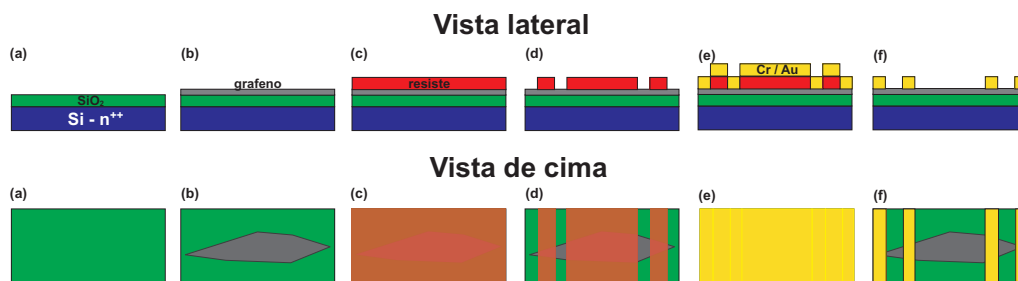 Vista lateral
(a) (b) (c) (d) (e) (f)
grafeno
resiste
Cr / Au
SiO₂
Si - n⁺⁺
Vista de cima
(a) (b) (c) (d) (e) (f)